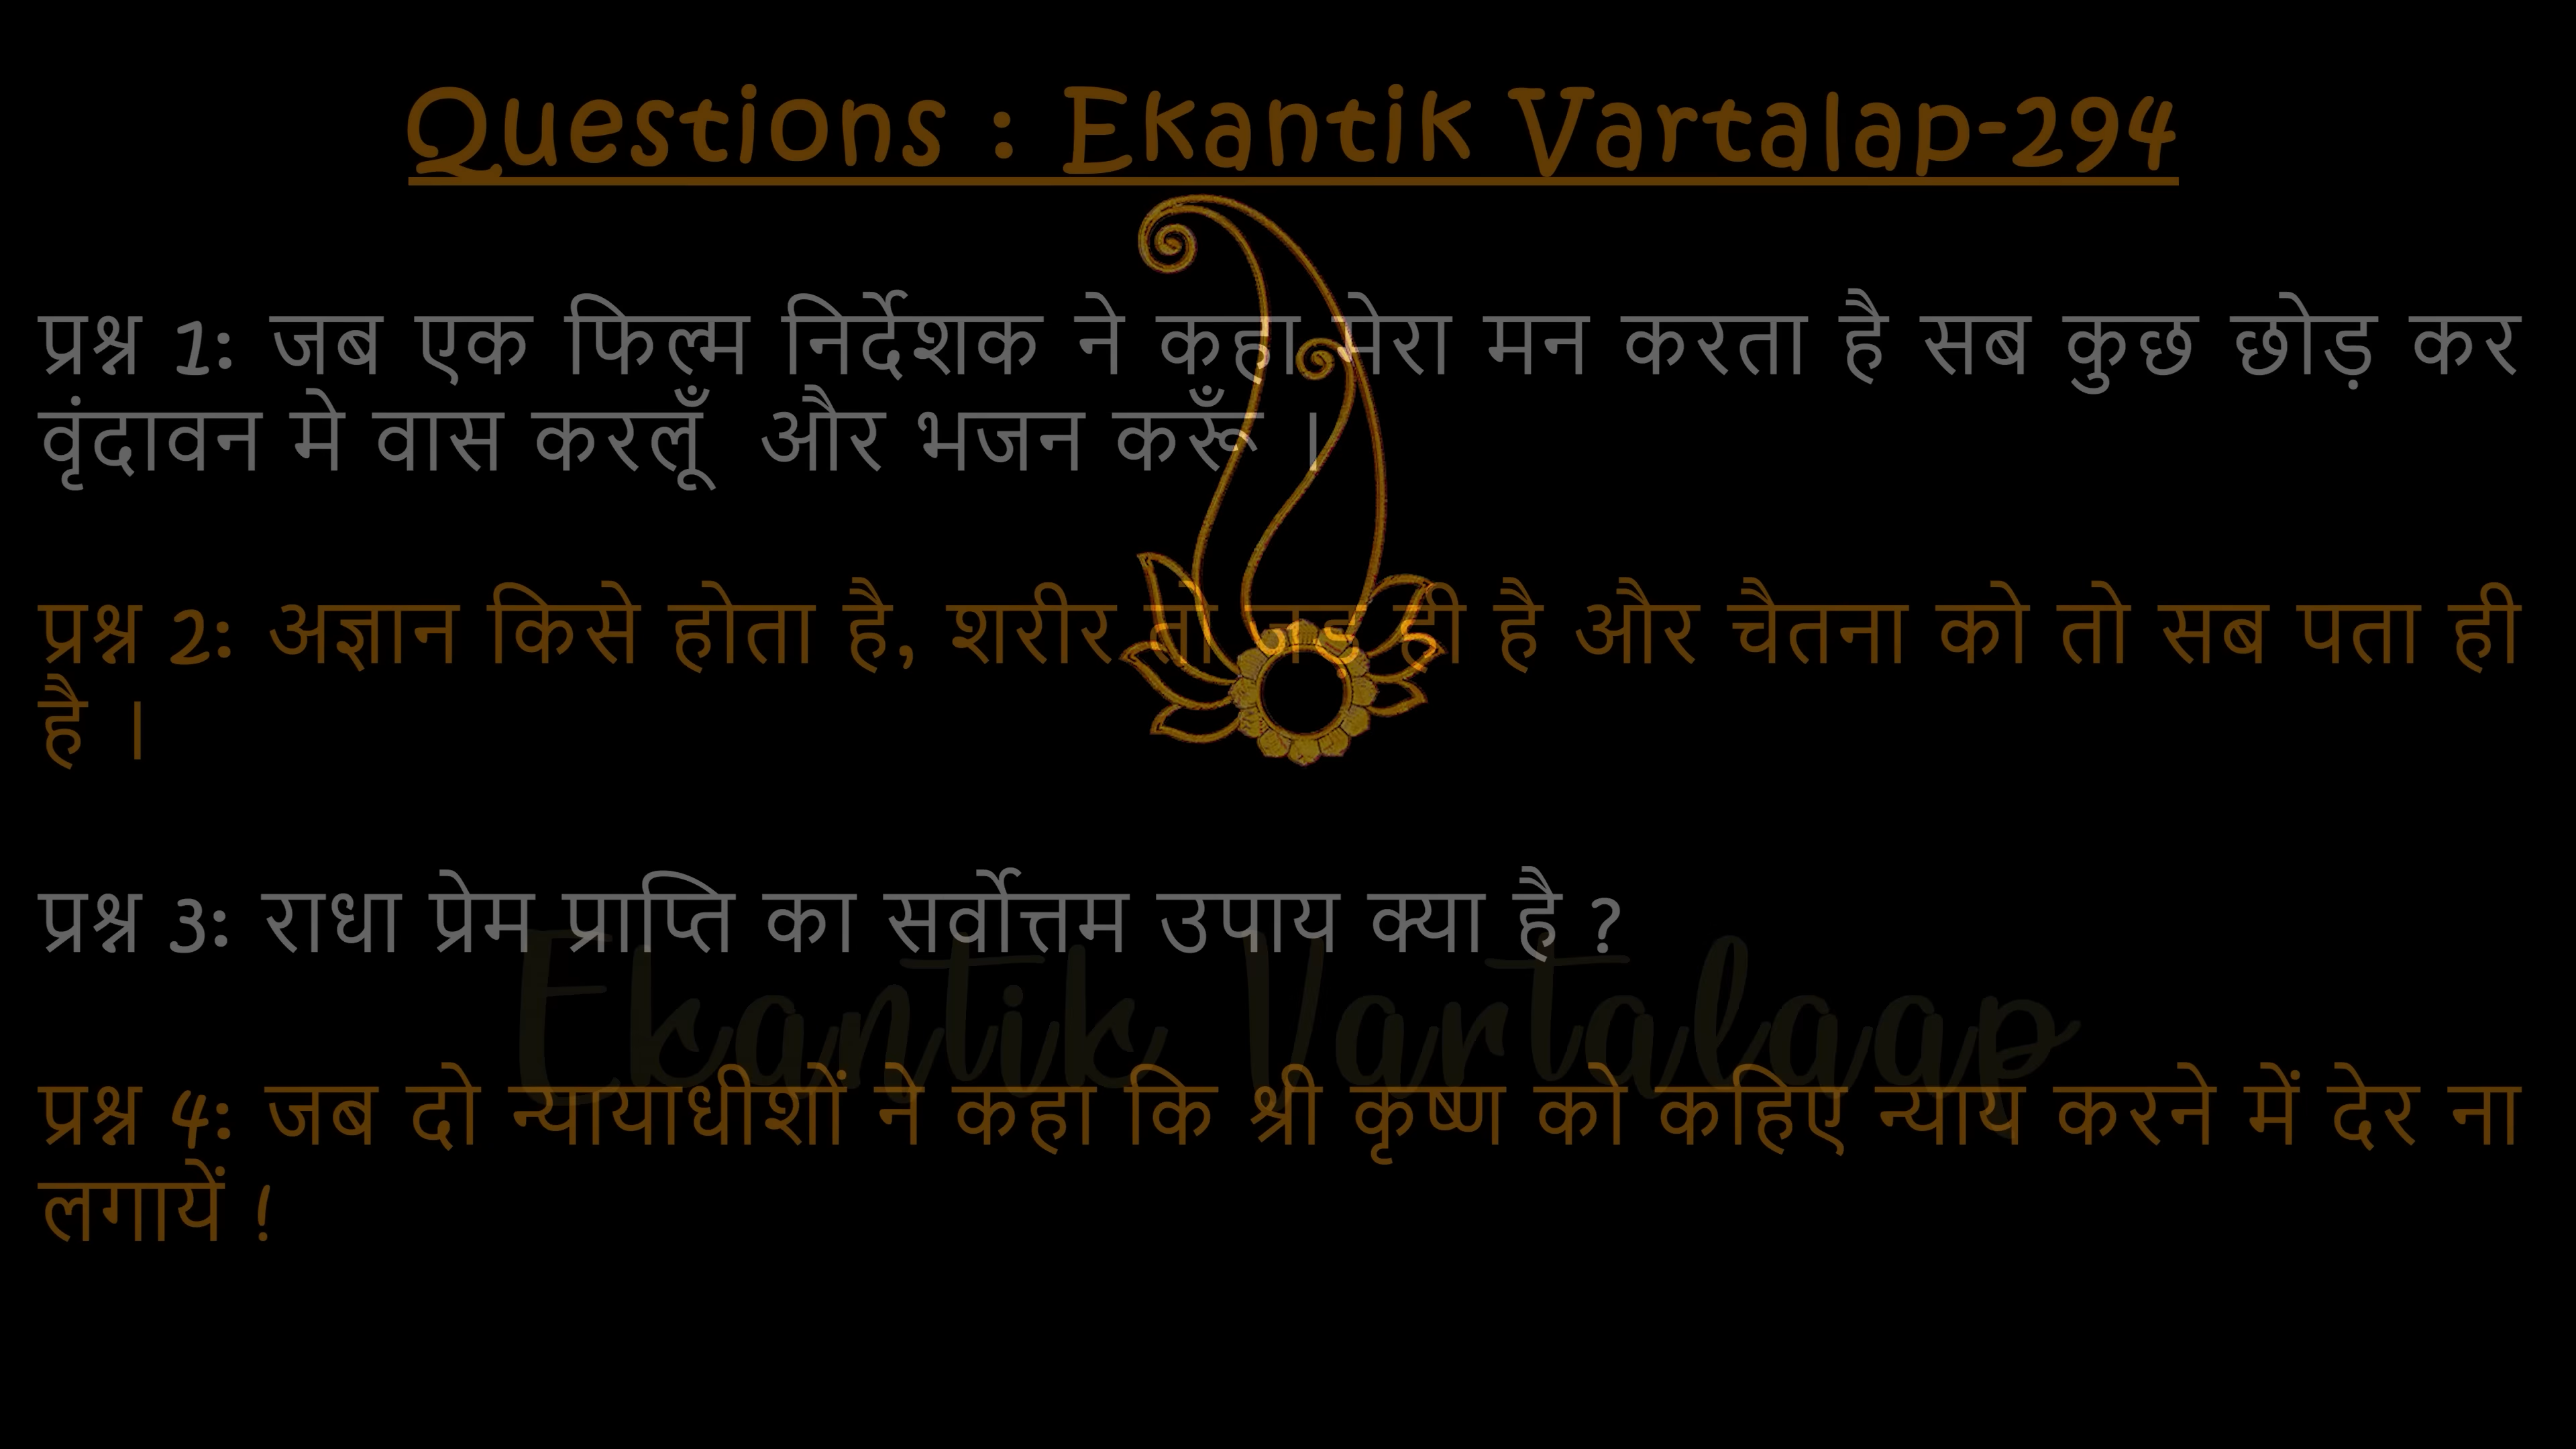 Questions : Ekantik Vartalap-294
प्रश्न 1: जब एक फिल्म निर्देशक ने कहा मेरा मन करता है सब कुछ छोड़ कर
वृंदावन मे वास करलूँ और भजन करूँ ।
प्रश्न 2: अज्ञान किसे होता है, शरीर तो जड़ ही है और चैतना को तो सब पता ही
है ।
प्रश्न 3: राधा प्रेम प्राप्ति का सर्वोत्तम उपाय क्या है ?
Ekantik Vartalaap
प्रश्न 4: जब दो न्यायाधीशों ने कहा कि श्री कृष्ण को कहिए न्याय करने में देर ना
लगायें !